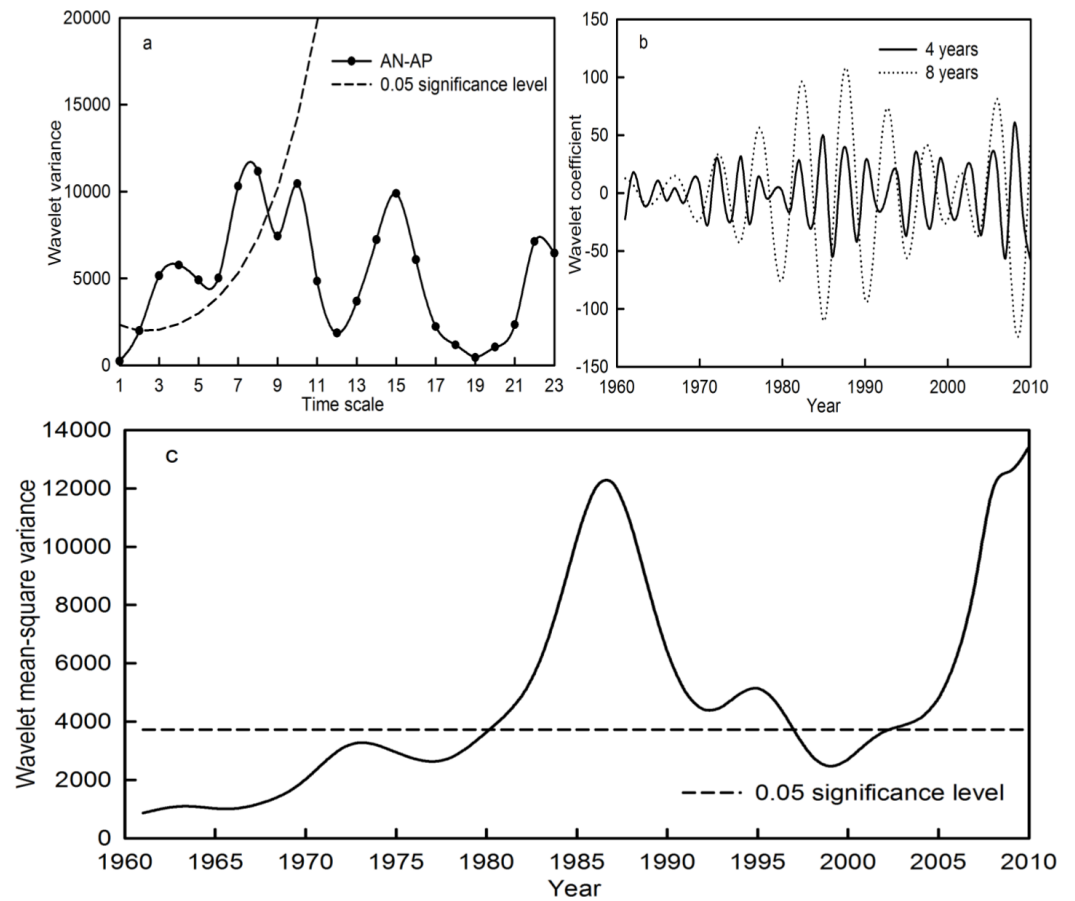 a
AN-AP
0.05 significance level
20000
15000
10000
5000
0
Wavelet variance
1 3 5 7 9 11 13 15 17 19 21 23
Time scale
b
4 years
8 years
150
100
50
0
-50
-100
-150
Wavelet coefficient
1960 1970 1980 1990 2000 2010
Year
c
14000
12000
10000
8000
6000
4000
2000
0
Wavelet mean-square variance
0.05 significance level
1960 1965 1970 1975 1980 1985 1990 1995 2000 2005 2010
Year